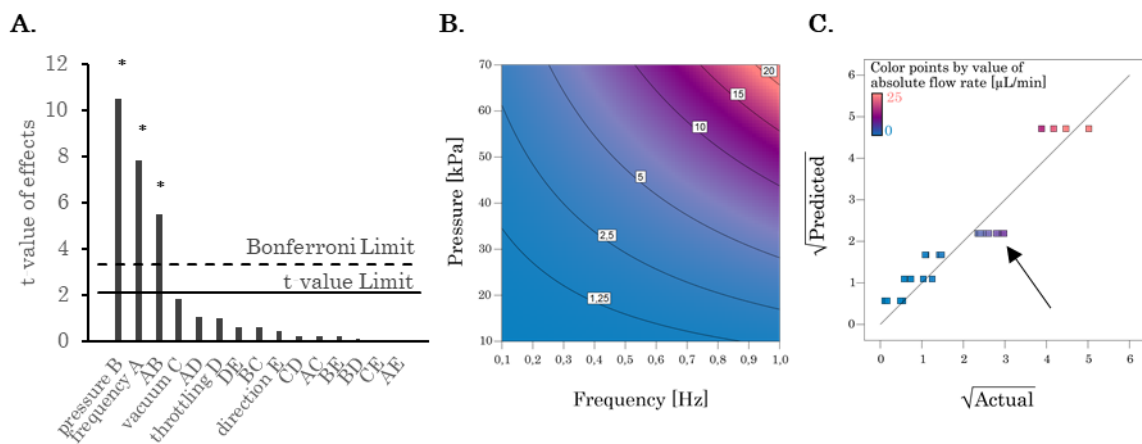 A.
t value of effects
12
10
8
6
4
2
0
*
*
*
Bonferroni Limit
t value Limit
pressure B
frequency A
AB
vacuum C
AD
throttling D
DE
BC
direction E
CD
AC
BE
BD
CE
AE
B.
Pressure [kPa]
70
60
50
40
30
20
10
20
15
10
5
2,5
1,25
0,1
0,2
0,3
0,4
0,5
0,6
0,7
0,8
0,9
1,0
Frequency [Hz]
C.
Color points by value of
absolute flow rate [µL/min]
25
0
√Predicted
6
5
4
3
2
1
0
0
1
2
3
4
5
6
√Actual